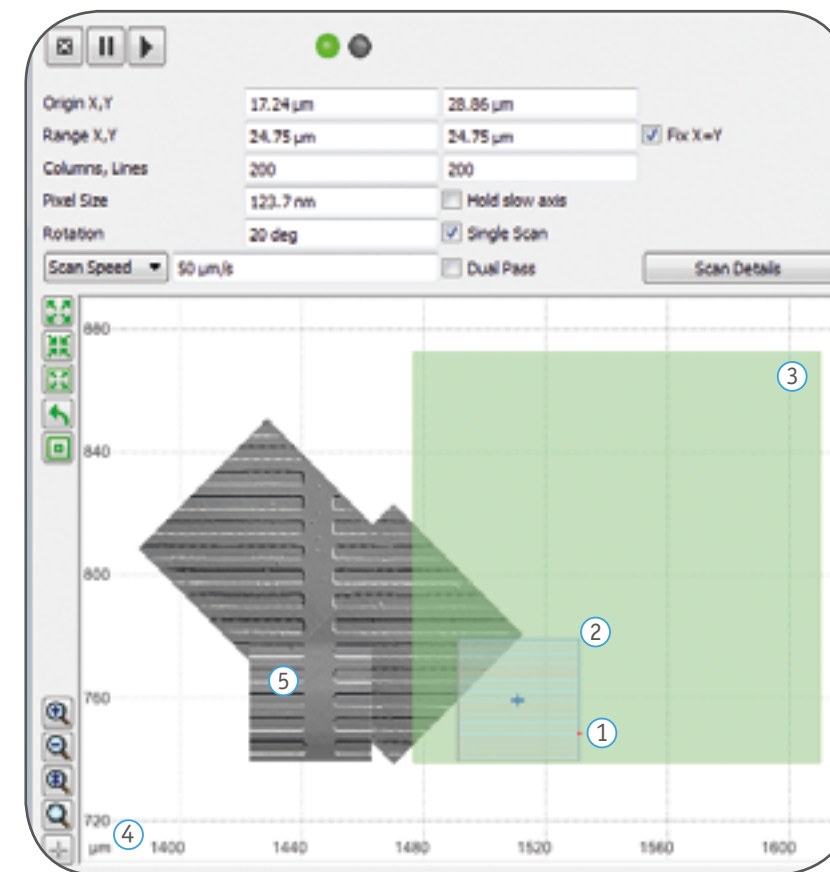 Origin X,Y 17.24 µm 28.86 µm
Range X,Y 24.75 µm 24.75 µm Fix X=Y
Columns, Lines 200 200
Pixel Size 123.7 nm Hold slow axis
Rotation 20 deg Single Scan
Scan Speed 50 µm/s Dual Pass Scan Details
880
3
840
800
2
5
760
1
720
4
µm 1400 1440 1480 1520 1560 1600